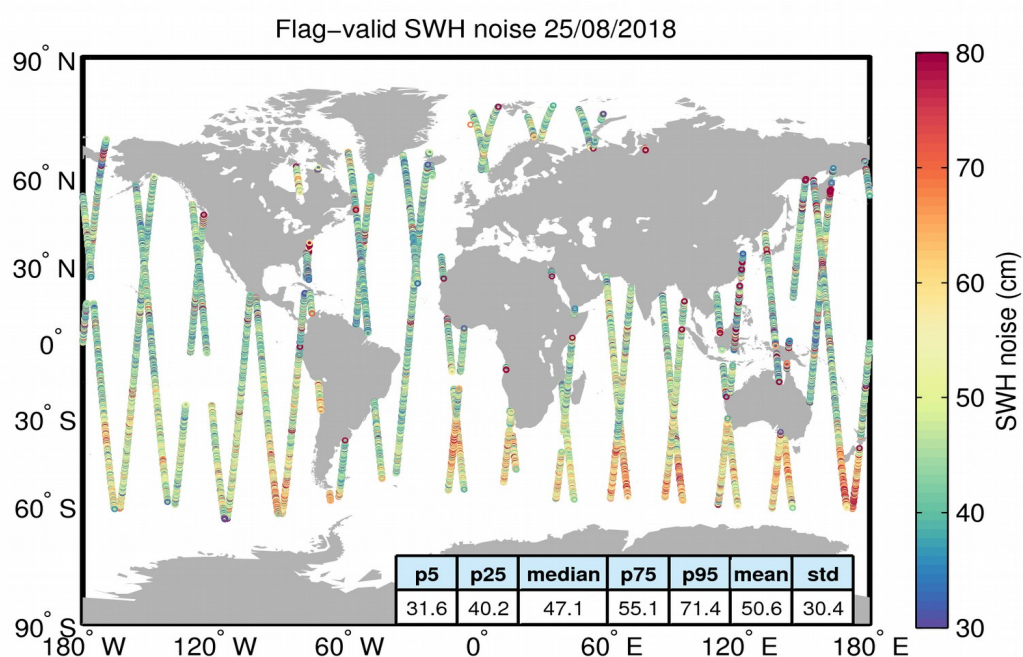 Flag−valid SWH noise 25/08/2018
90° N
60° N
30° N
0°
30° S
60° S
90° S
180° W
120° W
60° W
0°
60° E
120° E
180° E
p5 p25 median p75 p95 mean std
31.6 40.2 47.1 55.1 71.4 50.6 30.4
80
70
60
50
40
30
SWH noise (cm)